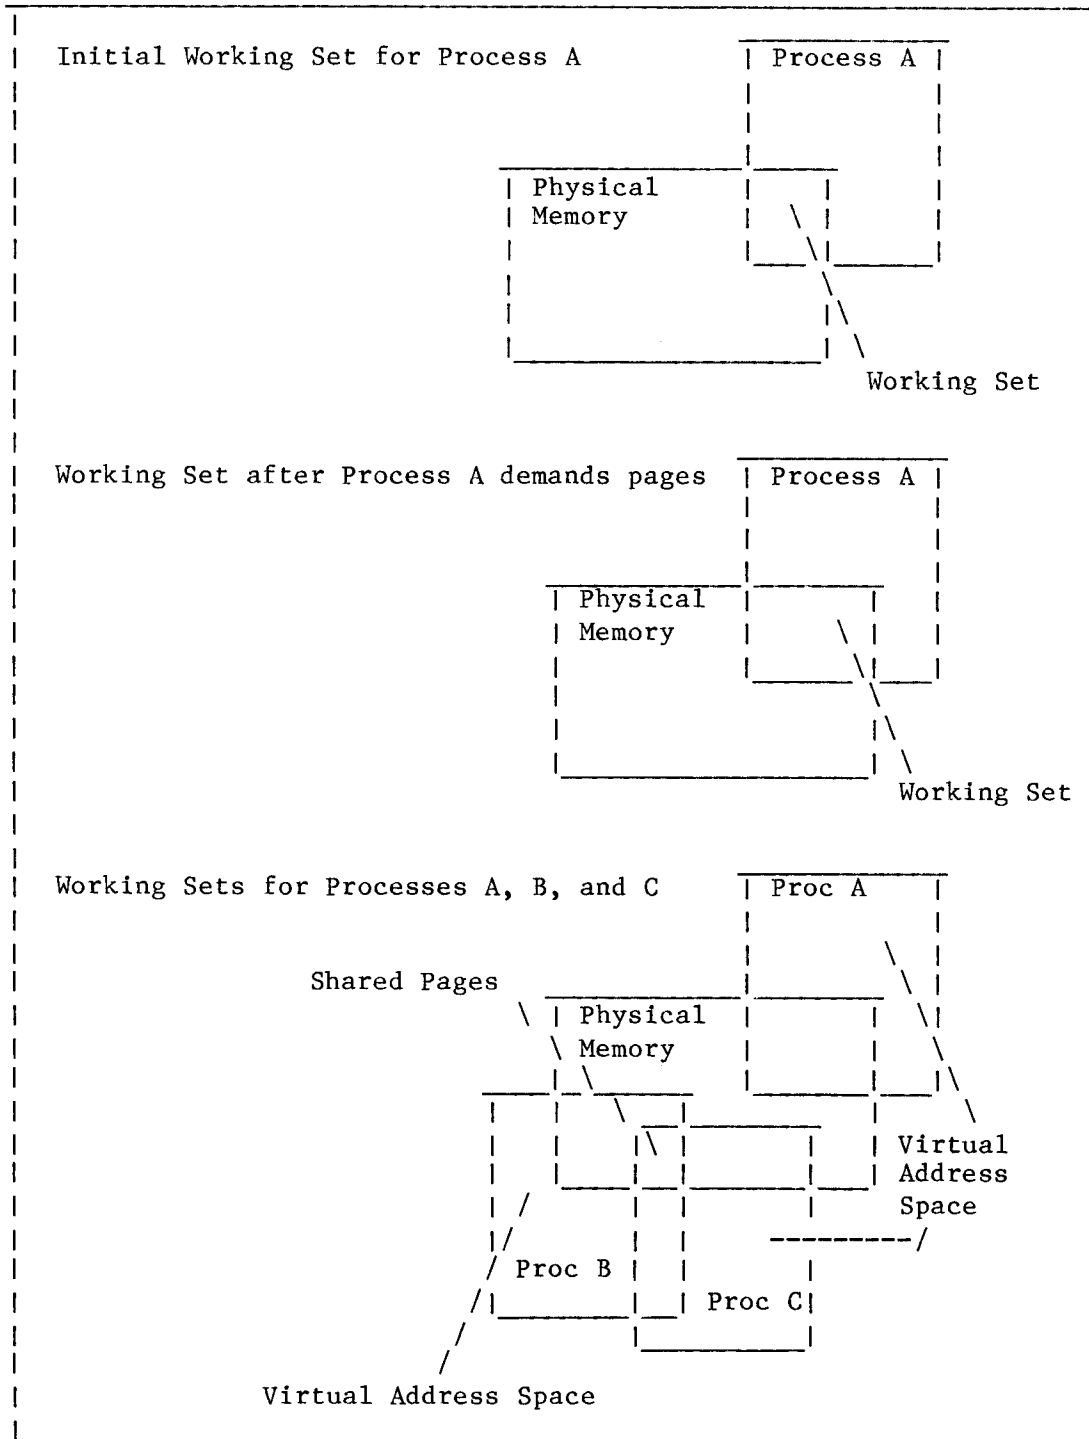 Initial Working Set for Process A
Process A
Physical
Memory
Working Set
Working Set after Process A demands pages
Process A
Physical
Memory
Working Set
Working Sets for Processes A, B, and C
Proc A
Shared Pages
Physical
Memory
Virtual
Address
Space
Proc B
Proc C
Virtual Address Space